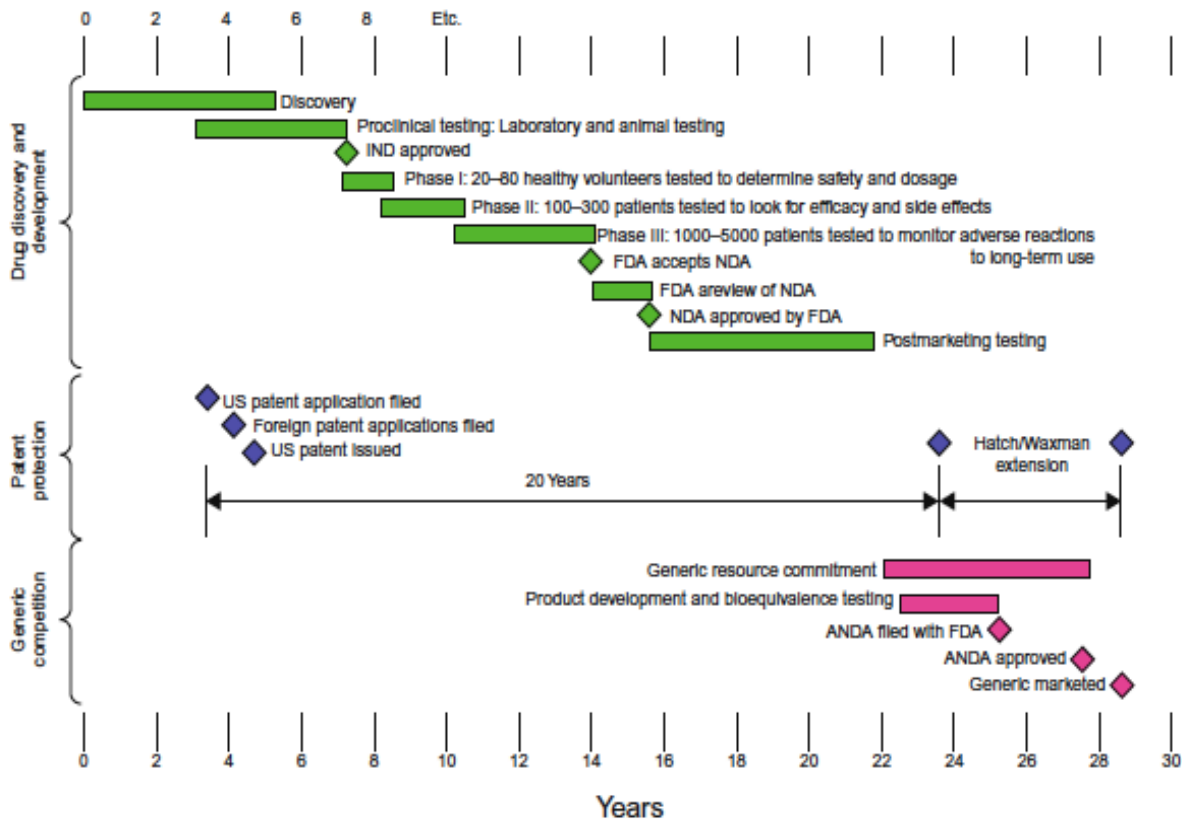 0 2 4 6 8 Etc.
Discovery
Proclinical testing: Laboratory and animal testing
IND approved
Phase I: 20–80 healthy volunteers tested to determine safety and dosage
Phase II: 100–300 patients tested to look for efficacy and side effects
Phase III: 1000–5000 patients tested to monitor adverse reactions
to long-term use
FDA accepts NDA
FDA areview of NDA
NDA approved by FDA
Postmarketing testing
Drug discovery and
development
US patent application filed
Foreign patent applications filed
US patent issued
Hatch/Waxman
extension
20 Years
Patent
protection
Generic resource commitment
Product development and bioequivalence testing
ANDA filed with FDA
ANDA approved
Generic marketed
Generic
competition
0 2 4 6 8 10 12 14 16 18 20 22 24 26 28 30
Years